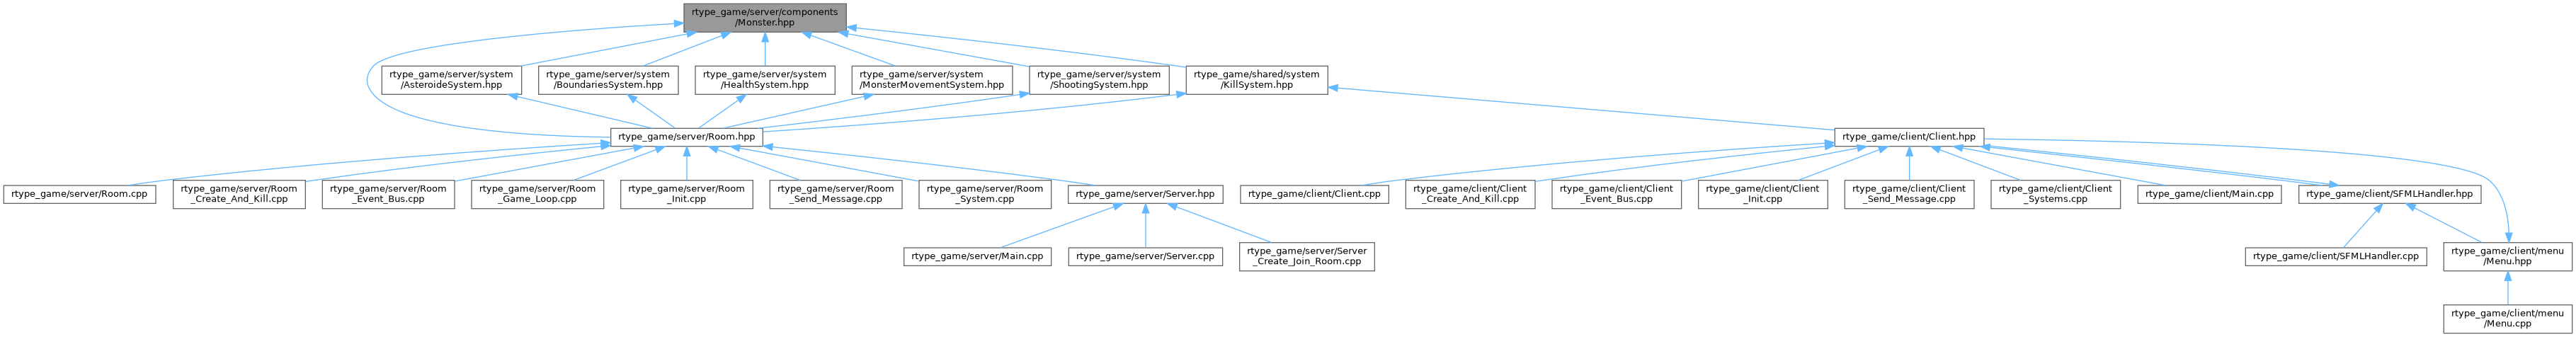 rtype_game/server/components
/Monster.hpp
rtype_game/server/system
/AsteroideSystem.hpp
rtype_game/server/system
/BoundariesSystem.hpp
rtype_game/server/system
/HealthSystem.hpp
rtype_game/server/system
/MonsterMovementSystem.hpp
rtype_game/server/system
/ShootingSystem.hpp
rtype_game/shared/system
/KillSystem.hpp
rtype_game/server/Room.hpp
rtype_game/client/Client.hpp
rtype_game/server/Room.cpp
rtype_game/server/Room
_Create_And_Kill.cpp
rtype_game/server/Room
_Event_Bus.cpp
rtype_game/server/Room
_Game_Loop.cpp
rtype_game/server/Room
_Init.cpp
rtype_game/server/Room
_Send_Message.cpp
rtype_game/server/Room
_System.cpp
rtype_game/server/Server.hpp
rtype_game/client/Client.cpp
rtype_game/client/Client
_Create_And_Kill.cpp
rtype_game/client/Client
_Event_Bus.cpp
rtype_game/client/Client
_Init.cpp
rtype_game/client/Client
_Send_Message.cpp
rtype_game/client/Client
_Systems.cpp
rtype_game/client/Main.cpp
rtype_game/client/SFMLHandler.hpp
rtype_game/server/Main.cpp
rtype_game/server/Server.cpp
rtype_game/server/Server
_Create_Join_Room.cpp
rtype_game/client/SFMLHandler.cpp
rtype_game/client/menu
/Menu.hpp
rtype_game/client/menu
/Menu.cpp